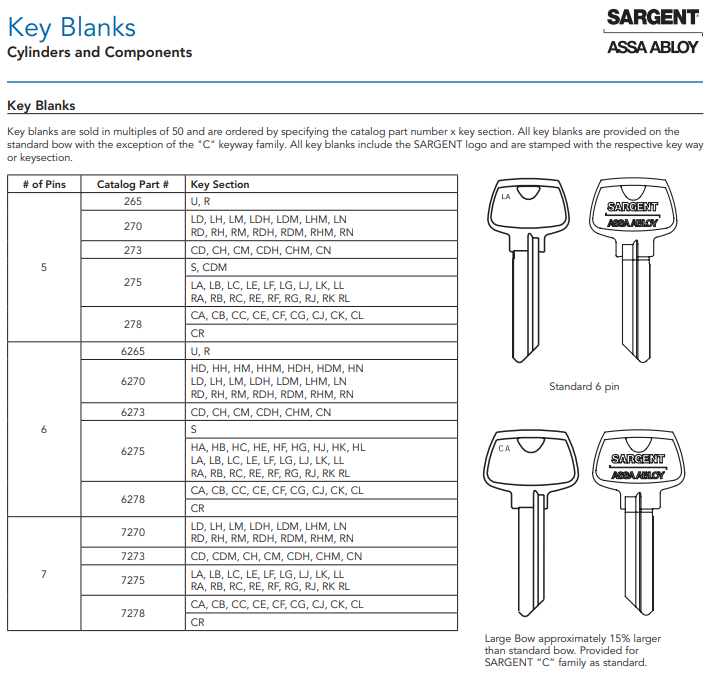 Key Blanks
Cylinders and Components
SARGENT
ASSA ABLOY
Key Blanks
Key blanks are sold in multiples of 50 and are ordered by specifying the catalog part number x key section. All key blanks are provided on the
standard bow with the exception of the "C" keyway family. All key blanks include the SARGENT logo and are stamped with the respective key way
or keysection.
# of Pins Catalog Part # Key Section
5
265 U, R
270 LD, LH, LM, LDH, LDM, LHM, LN
RD, RH, RM, RDH, RDM, RHM, RN
273 CD, CH, CM, CDH, CHM, CN
275 S, CDM
LA, LB, LC, LE, LF, LG, LJ, LK, LL
RA, RB, RC, RE, RF, RG, RJ, RK RL
278 CA, CB, CC, CE, CF, CG, CJ, CK, CL
CR
6
6265 U, R
6270 HD, HH, HM, HHM, HDH, HDM, HN
LD, LH, LM, LDH, LDM, LHM, LN
RD, RH, RM, RDH, RDM, RHM, RN
6273 CD, CH, CM, CDH, CHM, CN
6275 S
HA, HB, HC, HE, HF, HG, HJ, HK, HL
LA, LB, LC, LE, LF, LG, LJ, LK, LL
RA, RB, RC, RE, RF, RG, RJ, RK RL
6278 CA, CB, CC, CE, CF, CG, CJ, CK, CL
CR
7
7270 LD, LH, LM, LDH, LDM, LHM, LN
RD, RH, RM, RDH, RDM, RHM, RN
7273 CD, CDM, CH, CM, CDH, CHM, CN
7275 LA, LB, LC, LE, LF, LG, LJ, LK, LL
RA, RB, RC, RE, RF, RG, RJ, RK RL
7278 CA, CB, CC, CE, CF, CG, CJ, CK, CL
CR
LA
SARGENT
ASSA ABLOY
Standard 6 pin
CA
SARGENT
ASSA ABLOY
Large Bow approximately 15% larger
than standard bow. Provided for
SARGENT “C” family as standard.